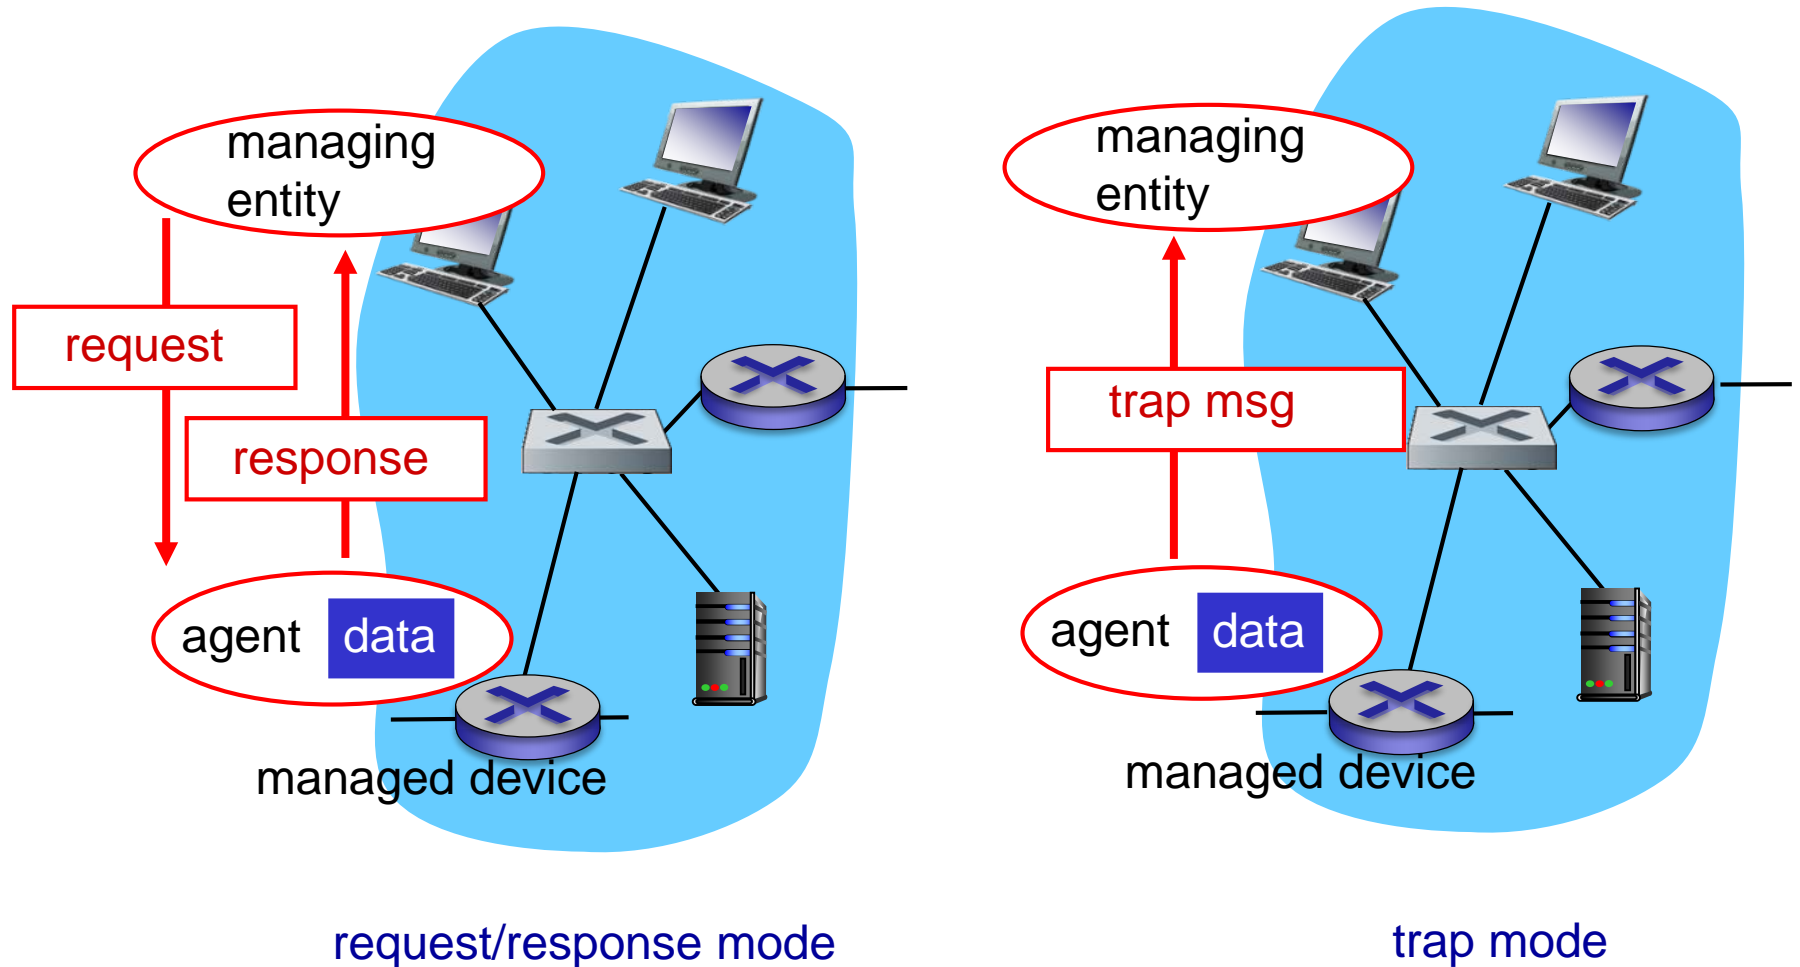 managing
entity
request
response
agent data
managed device
request/response mode
managing
entity
trap msg
agent data
managed device
trap mode